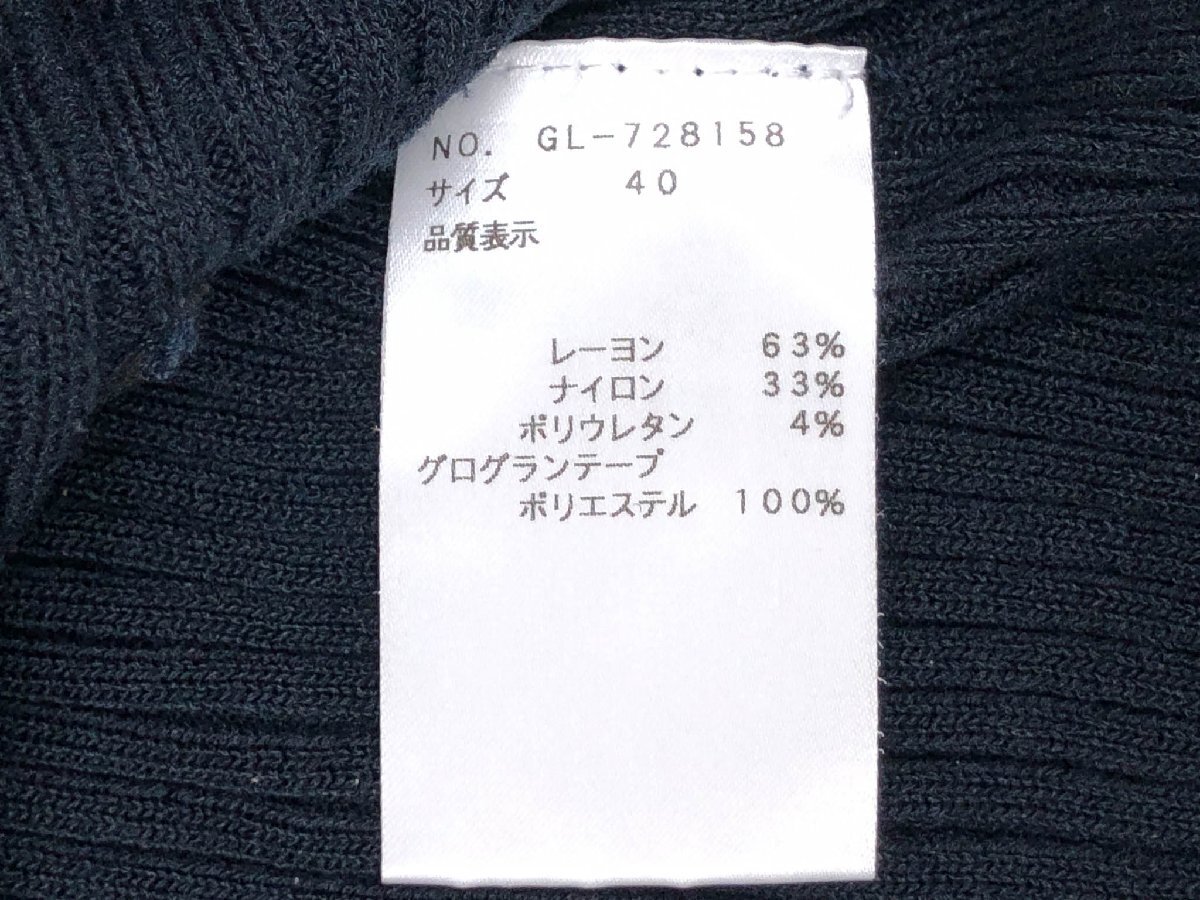 NO. GL-728158
サイズ 40
品質表示
レーヨン 63%
ナイロン 33%
ポリウレタン 4%
グログランテープ
ポリエステル 100%